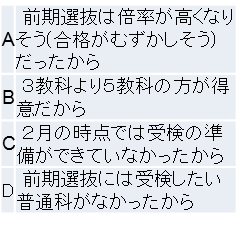 A 前期選抜は倍率が高くなり
そう(合格がむずかしそう)
だったから
B ３教科より５教科の方が得
意だから
C ２月の時点では受検の準
備ができていなかったから
D 前期選抜には受検したい
普通科がなかったから